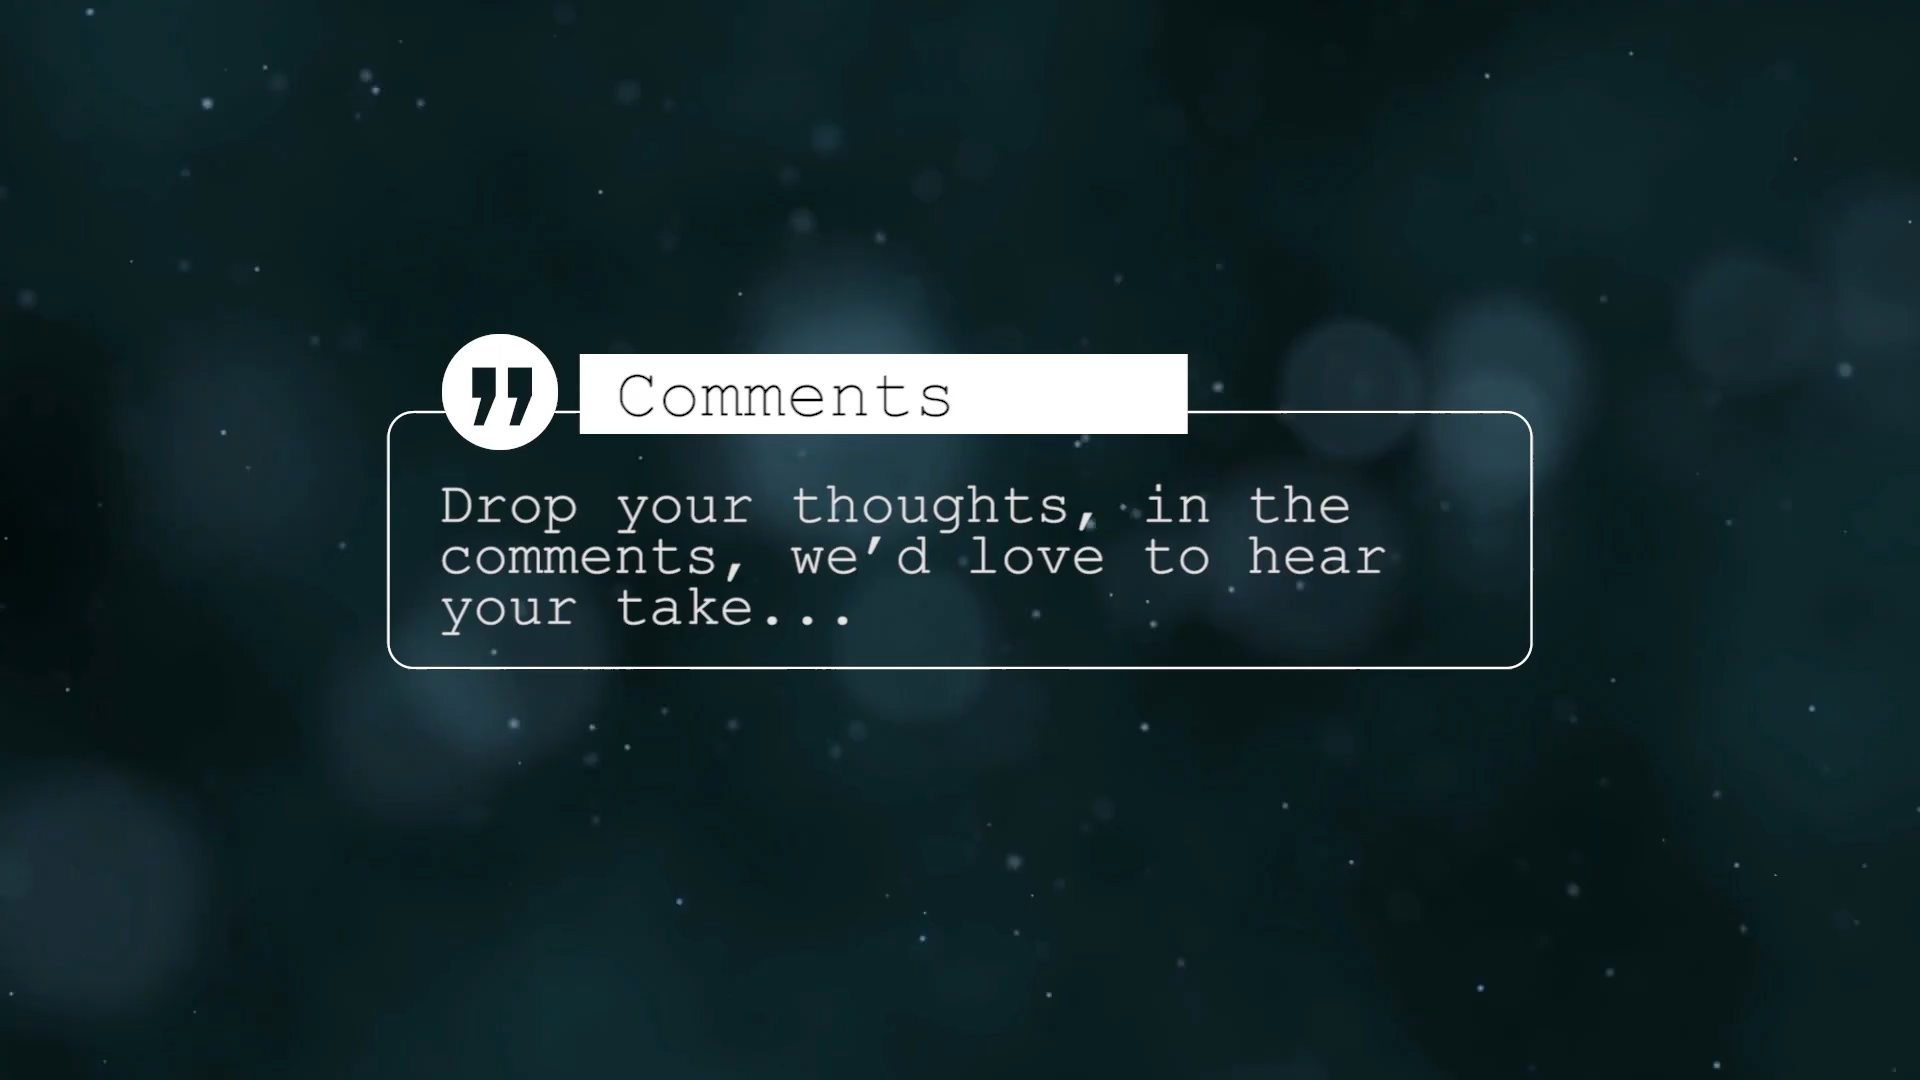 Comments
Drop your thoughts, in the
comments, we’d love to hear
your take...